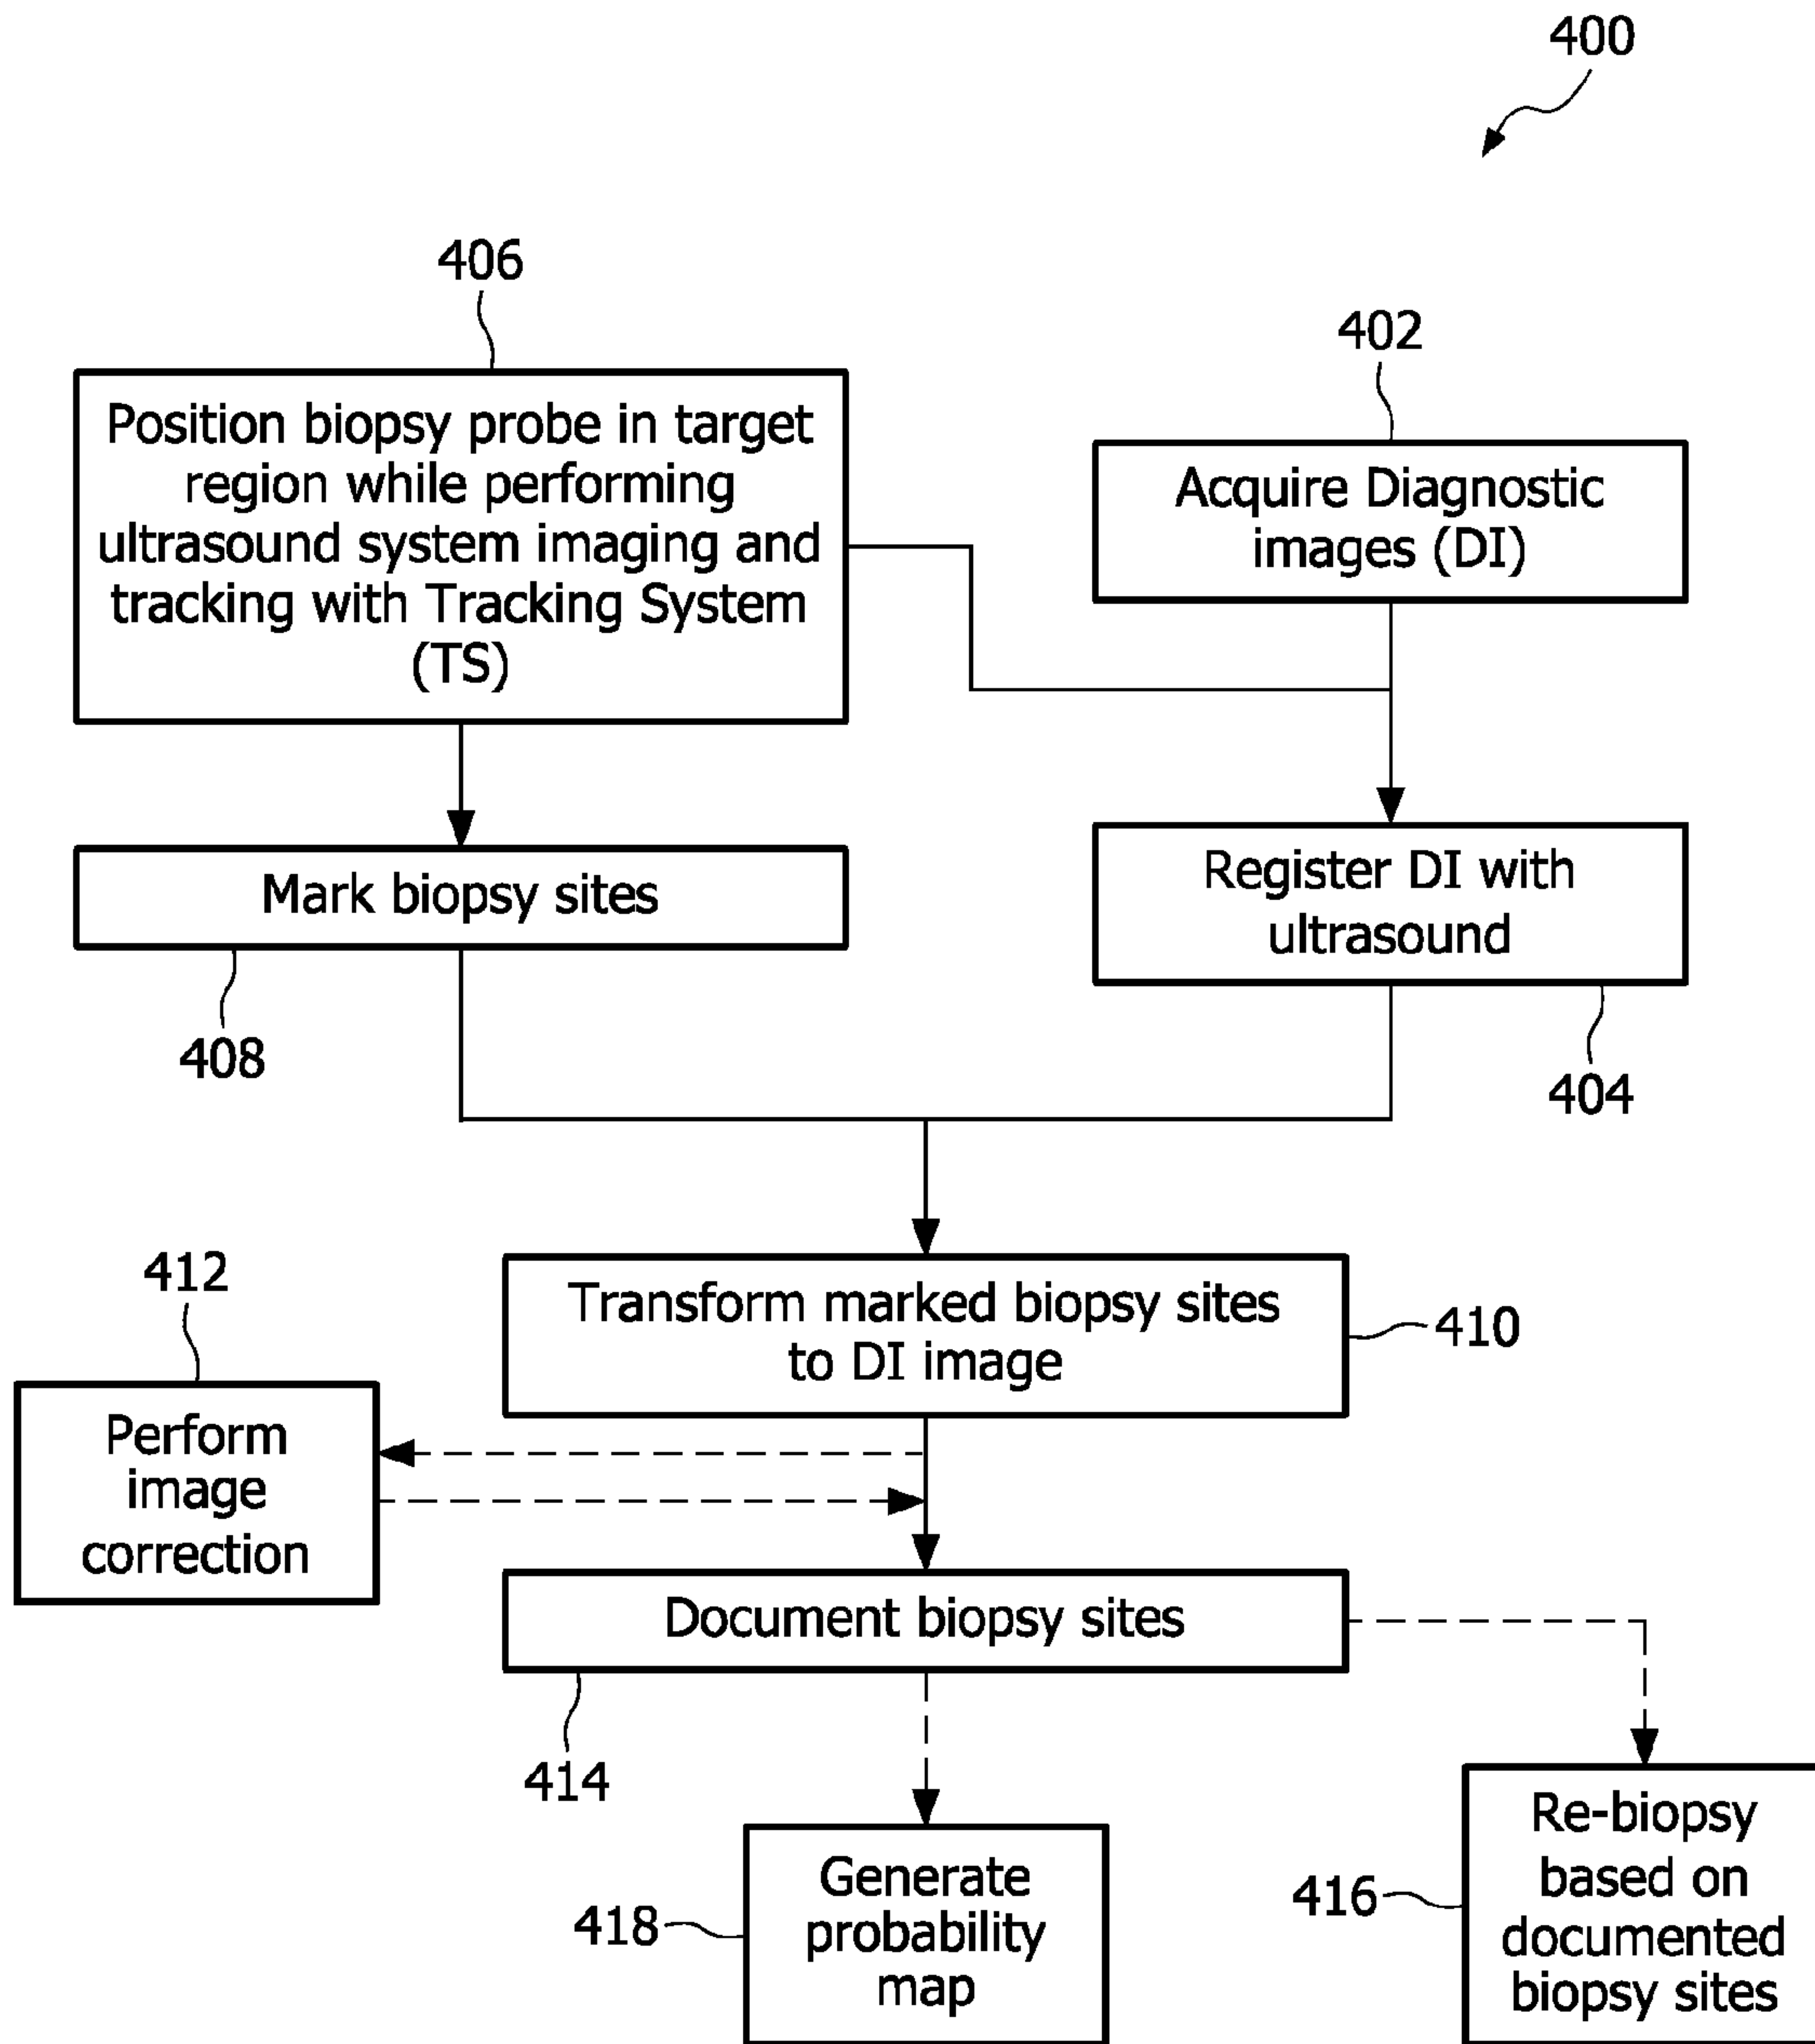 400
406
402
Position biopsy probe in target
region while performing
ultrasound system imaging and
tracking with Tracking System
(TS)
Acquire Diagnostic
images (DI)
Mark biopsy sites
Register DI with
ultrasound
408
404
412
Transform marked biopsy sites
to DI image
410
Perform
image
correction
Document biopsy sites
414
Generate
probability
map
418
Re-biopsy
based on
documented
biopsy sites
416